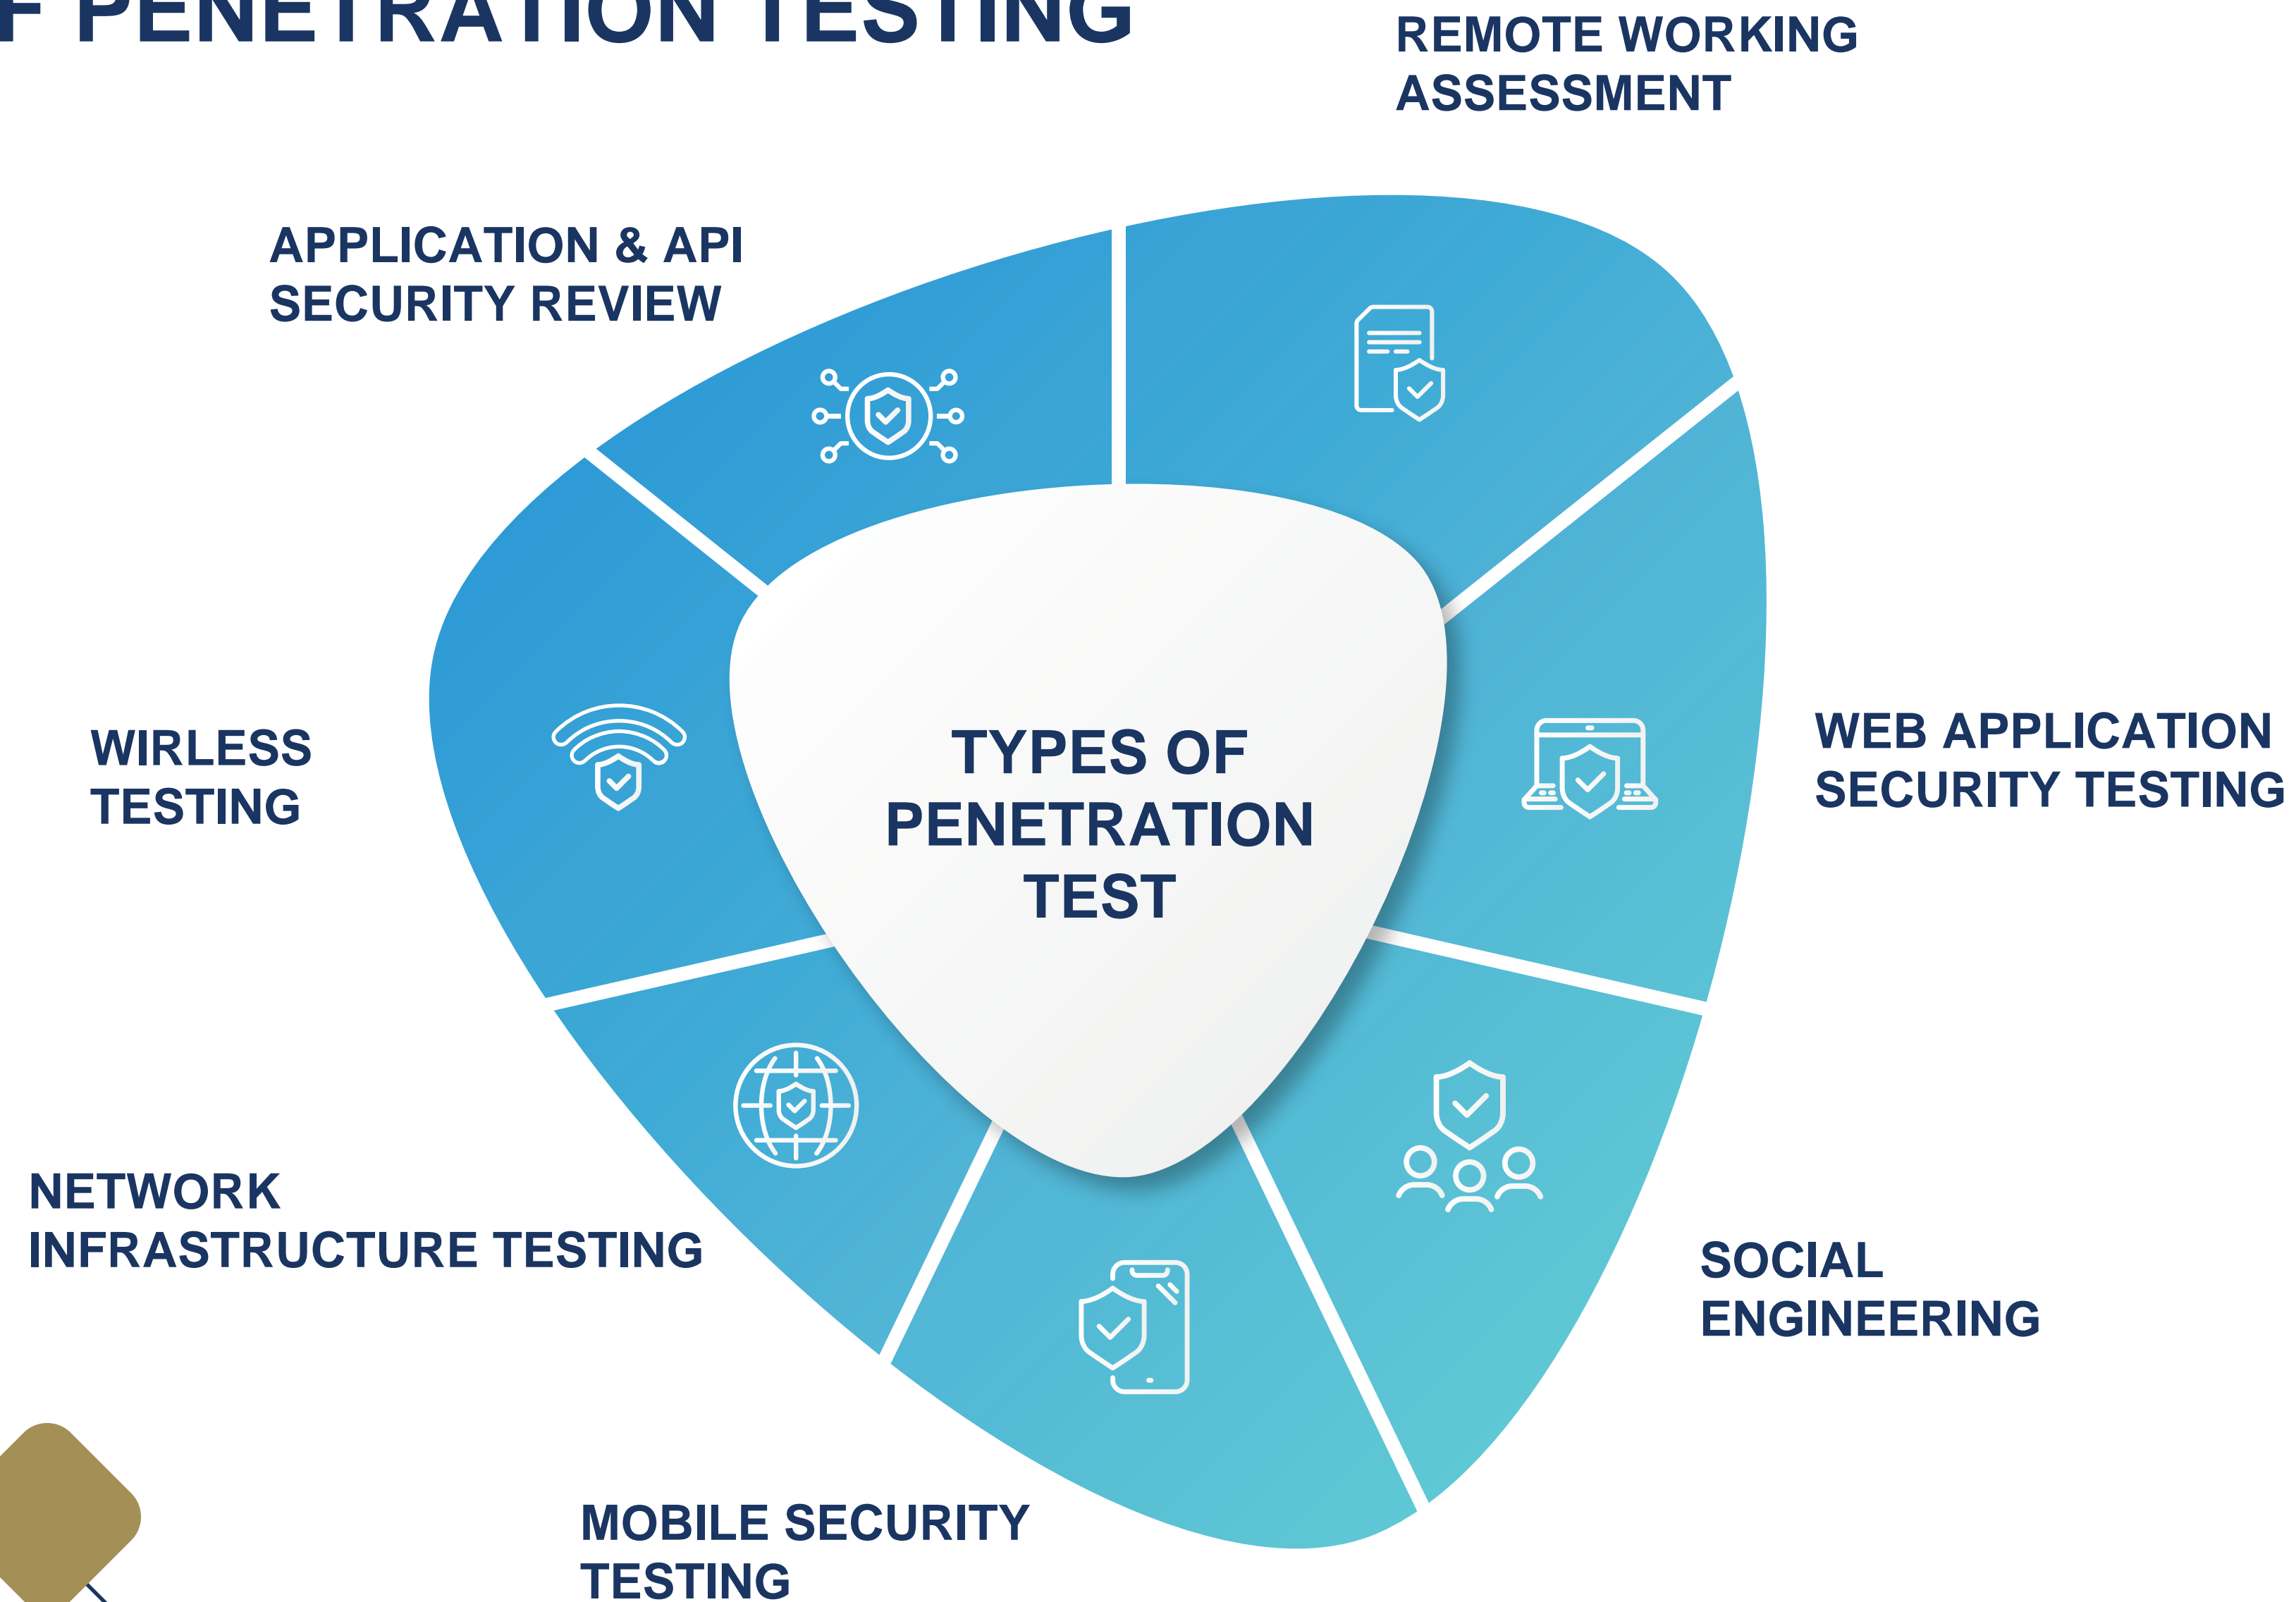 F PENETRATION TESTING
REMOTE WORKING
ASSESSMENT
APPLICATION & API
SECURITY REVIEW
WIRLESS
TESTING
TYPES OF
PENETRATION
TEST
WEB APPLICATION
SECURITY TESTING
NETWORK
INFRASTRUCTURE TESTING
SOCIAL
ENGINEERING
MOBILE SECURITY
TESTING